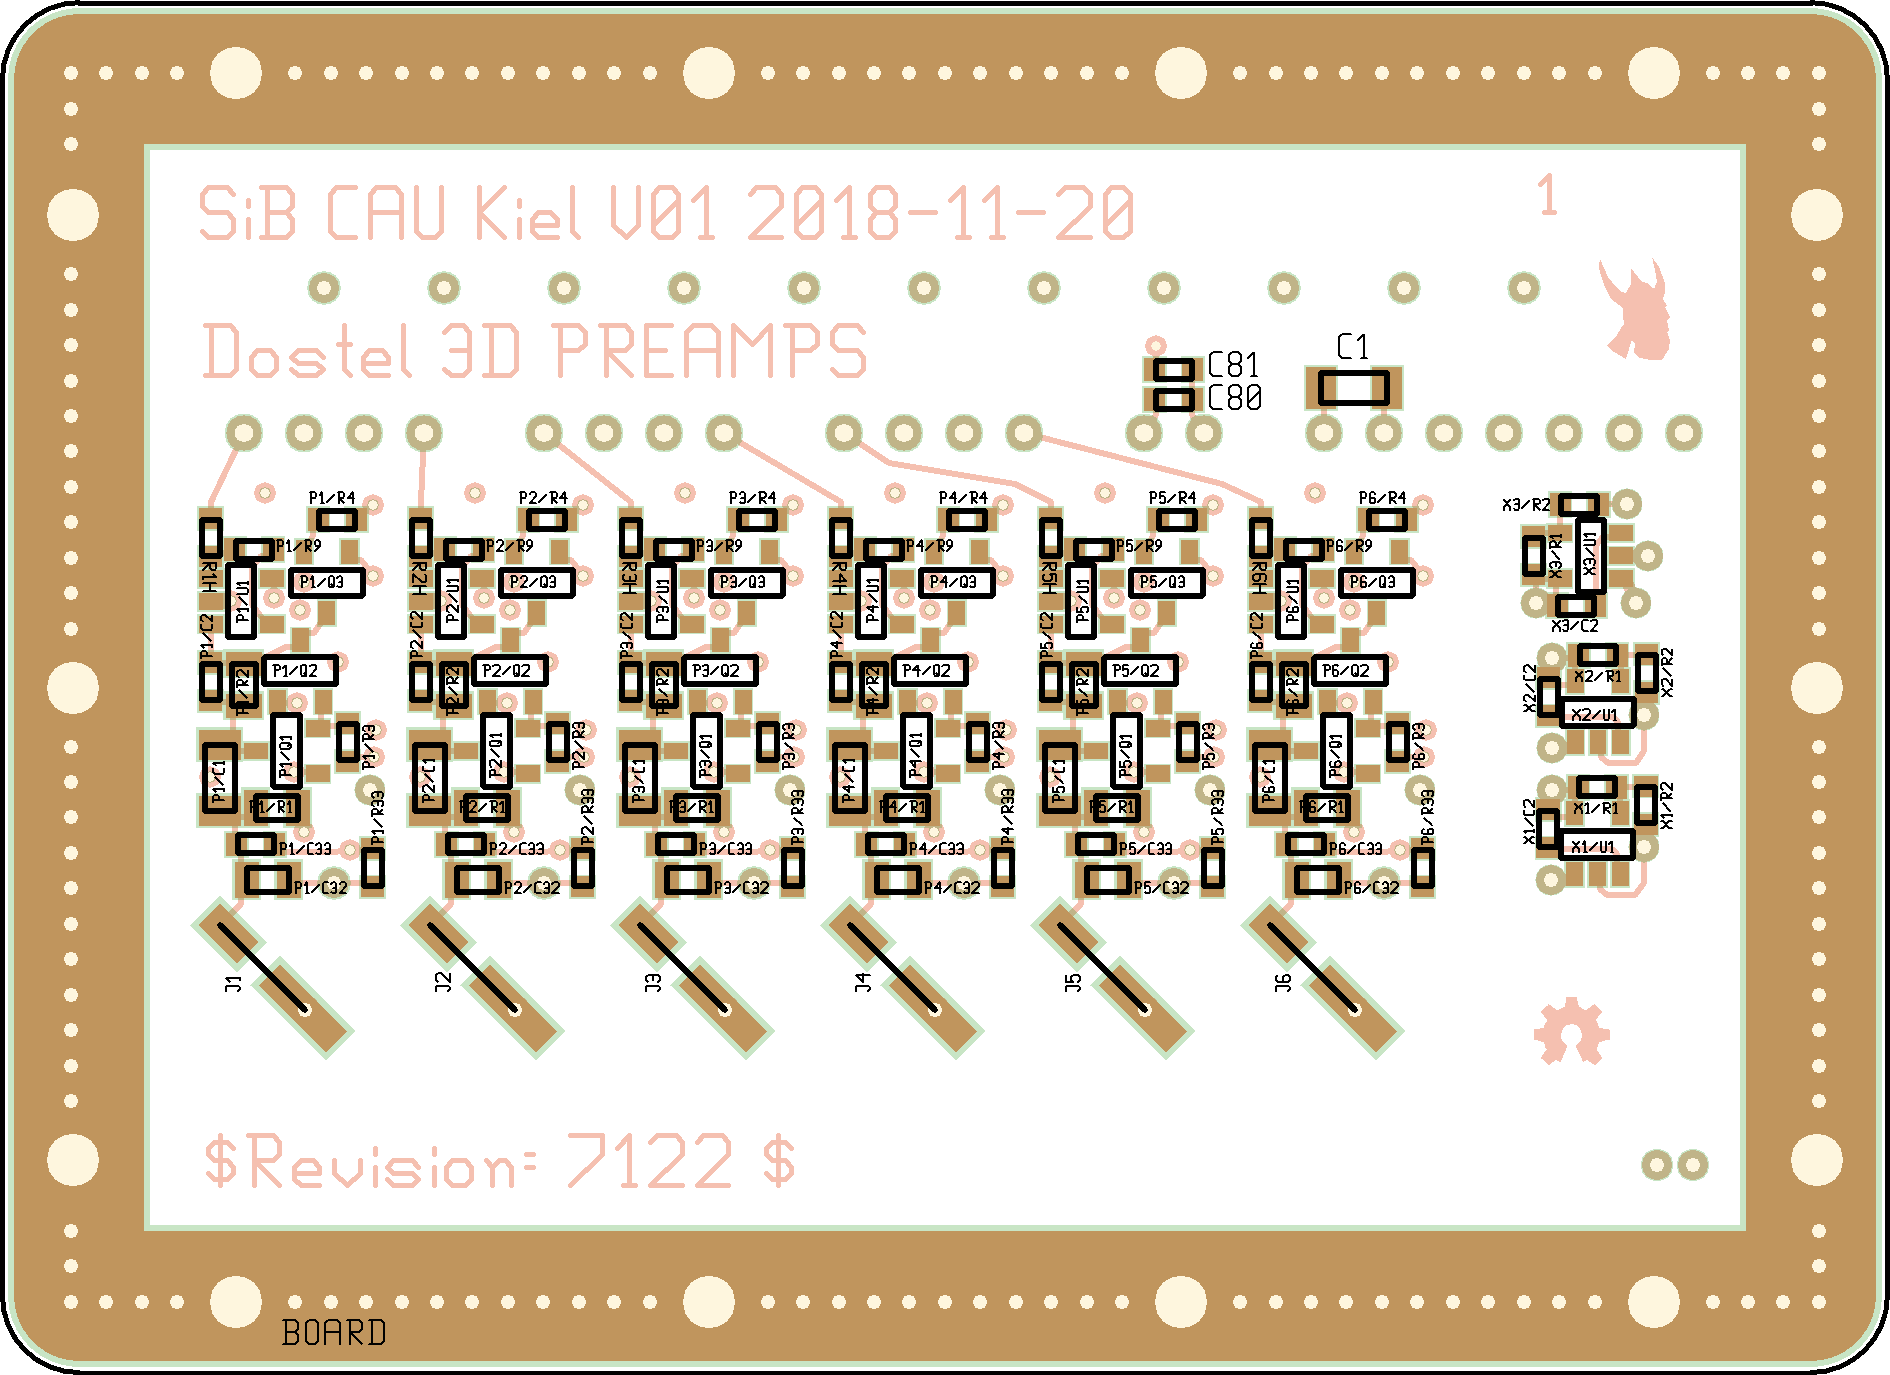 SiB CAU Kiel V01 2018-11-20
1
Dostel 3D PREAMPS
C1
C81
C80
P1/R4 P2/R4 P3/R4 P4/R4 P5/R4 P6/R4
X3/R2
P1/R9 P2/R9 P3/R9 P4/R9 P5/R9 P6/R9
X3/R1 X3/U1
R1H R2H R3H R4H R5H R6H
P1/Q3 P2/Q3 P3/Q3 P4/Q3 P5/Q3 P6/Q3
P1/U1 P2/U1 P3/U1 P4/U1 P5/U1 P6/U1
X3/C2
P1/C2 P2/C2 P3/C2 P4/C2 P5/C2 P6/C2
P1/Q2 P2/Q2 P3/Q2 P4/Q2 P5/Q2 P6/Q2
X2/R1 X2/R2 X2/C2
P1/R2 P2/R2 P3/R2 P4/R2 P5/R2 P6/R2
X2/U1
P1/Q1 P2/Q1 P3/Q1 P4/Q1 P5/Q1 P6/Q1
P1/R3 P2/R3 P3/R3 P4/R3 P5/R3 P6/R3
P1/C1 P2/C1 P3/C1 P4/C1 P5/C1 P6/C1
P1/R1 P2/R1 P3/R1 P4/R1 P5/R1 P6/R1
X1/R1 X1/R2 X1/C2
P1/R33 P2/R33 P3/R33 P4/R33 P5/R33 P6/R33
P1/C33 P2/C33 P3/C33 P4/C33 P5/C33 P6/C33
X1/U1
P1/C32 P2/C32 P3/C32 P4/C32 P5/C32 P6/C32
J1 J2 J3 J4 J5 J6
$Revision: 7122 $
BOARD